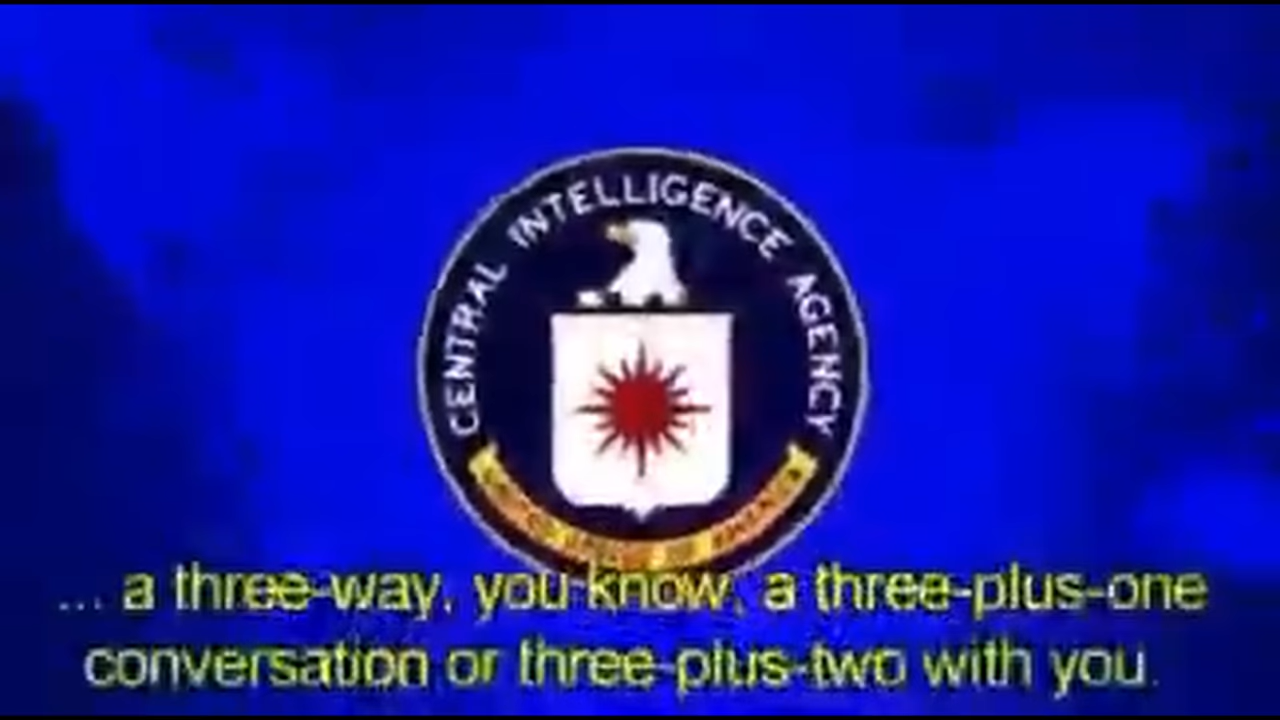 CENTRAL INTELLIGENCE AGENCY
... a three-way, you know, a three-plus-one
conversation or three-plus-two with you.